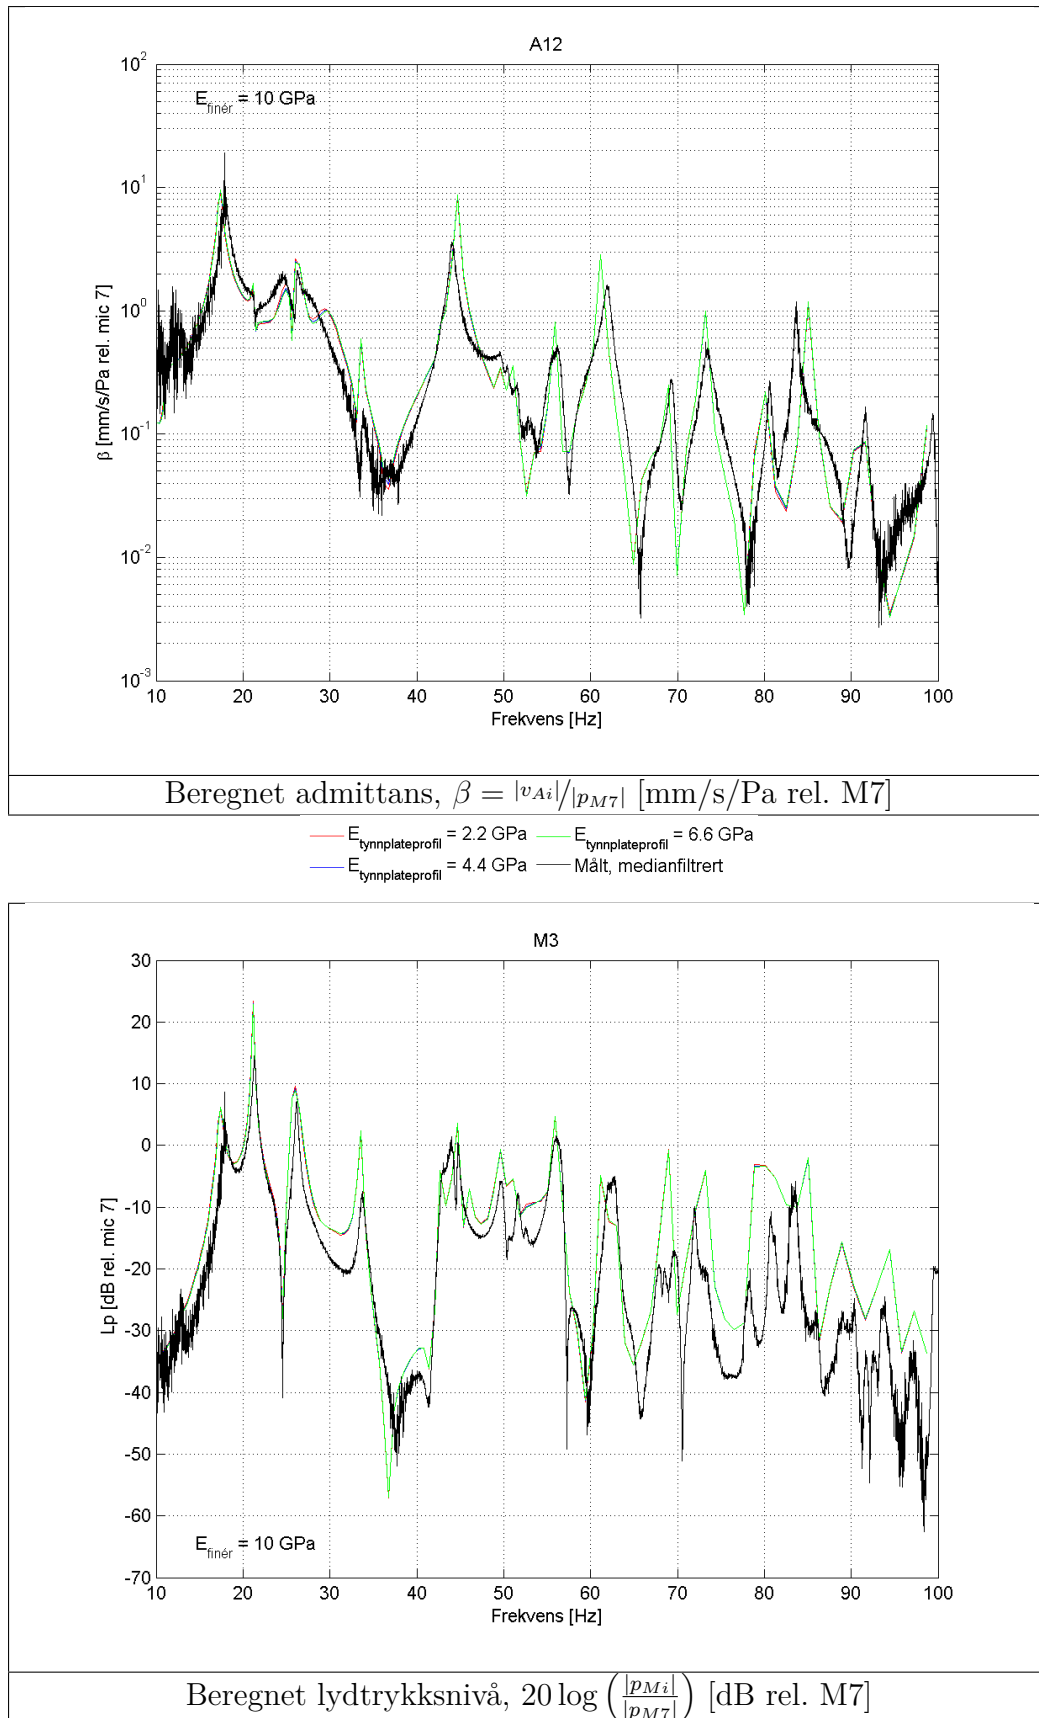 A12
10^2
E_finér = 10 GPa
10^1
10^0
10^-1
10^-2
10^-3
β [mm/s/Pa rel. mic 7]
10 20 30 40 50 60 70 80 90 100
Frekvens [Hz]
Beregnet admittans, β = |v_Ai|/|p_M7| [mm/s/Pa rel. M7]
E_tynnplateprofil = 2.2 GPa E_tynnplateprofil = 6.6 GPa
E_tynnplateprofil = 4.4 GPa Målt, medianfiltrert
M3
30
20
10
0
-10
-20
-30
-40
-50
-60
-70
Lp [dB rel. mic 7]
E_finér = 10 GPa
10 20 30 40 50 60 70 80 90 100
Frekvens [Hz]
Beregnet lydtrykksnivå, 20 log (|p_Mi|/|p_M7|) [dB rel. M7]